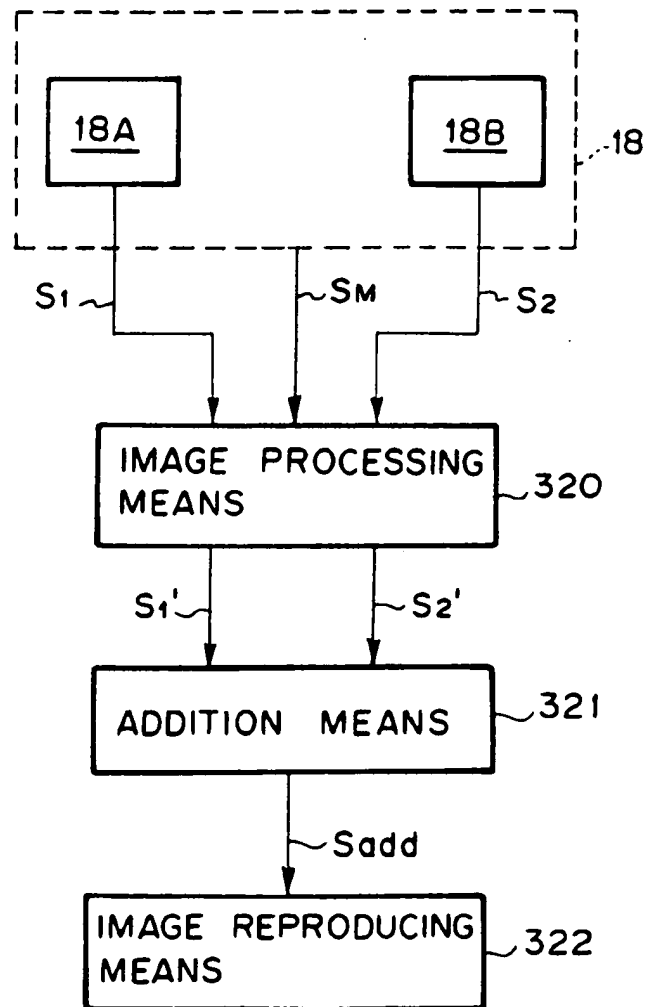 18A
18B
18
S1
SM
S2
IMAGE PROCESSING
MEANS
320
S1'
S2'
ADDITION MEANS
321
Sadd
IMAGE REPRODUCING
MEANS
322